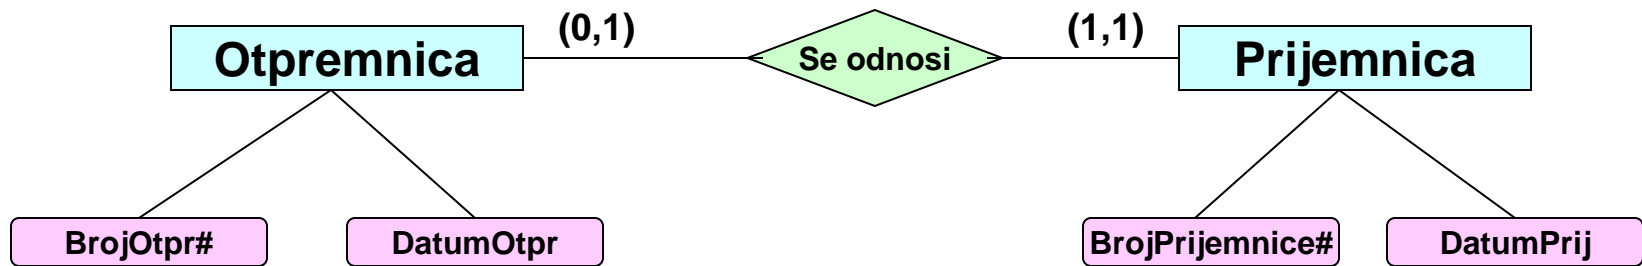 (0,1)
(1,1)
Otpremnica
Se odnosi
Prijemnica
BrojOtpr#
DatumOtpr
BrojPrijemnice#
DatumPrij